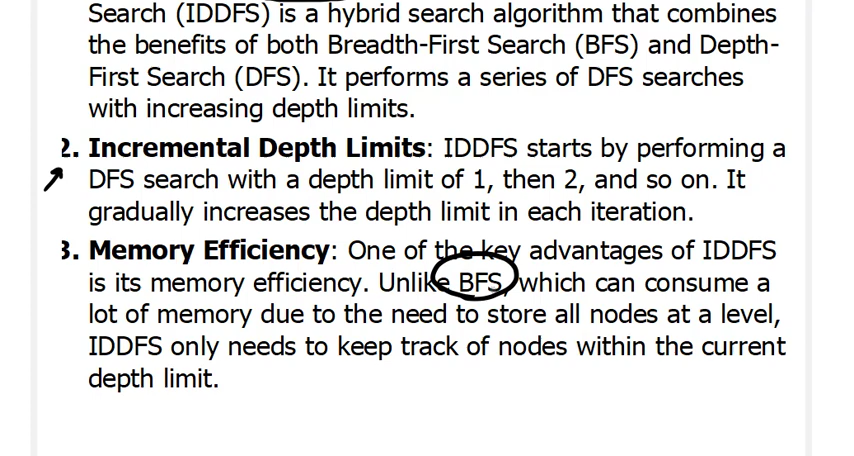 Search (IDDFS) is a hybrid search algorithm that combines
the benefits of both Breadth-First Search (BFS) and Depth-
First Search (DFS). It performs a series of DFS searches
with increasing depth limits.
2. Incremental Depth Limits: IDDFS starts by performing a
DFS search with a depth limit of 1, then 2, and so on. It
gradually increases the depth limit in each iteration.
3. Memory Efficiency: One of the key advantages of IDDFS
is its memory efficiency. Unlike BFS, which can consume a
lot of memory due to the need to store all nodes at a level,
IDDFS only needs to keep track of nodes within the current
depth limit.